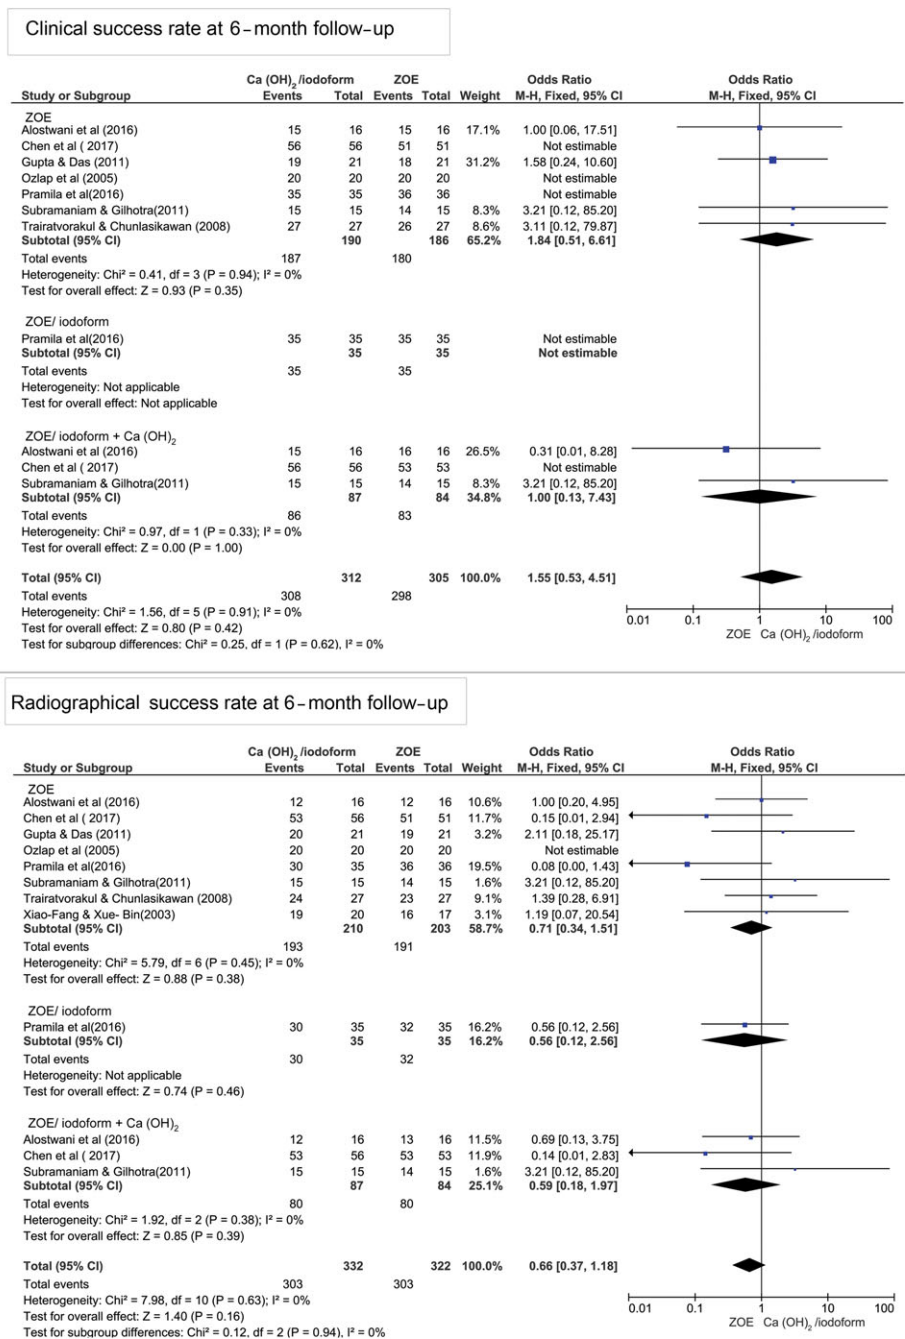 Clinical success rate at 6-month follow-up
Ca (OH)2 /iodoform ZOE Odds Ratio Odds Ratio
Study or Subgroup Events Total Events Total Weight M-H, Fixed, 95% CI M-H, Fixed, 95% CI
ZOE
Alostwani et al (2016) 15 16 15 16 17.1% 1.00 [0.06, 17.51]
Chen et al ( 2017) 56 56 51 51 Not estimable
Gupta & Das (2011) 19 21 18 21 31.2% 1.58 [0.24, 10.60]
Ozlap et al (2005) 20 20 20 20 Not estimable
Pramila et al(2016) 35 35 36 36 Not estimable
Subramaniam & Gilhotra(2011) 15 15 14 15 8.3% 3.21 [0.12, 85.20]
Trairatvorakul & Chunlasikawan (2008) 27 27 26 27 8.6% 3.11 [0.12, 79.87]
Subtotal (95% CI) 190 186 65.2% 1.84 [0.51, 6.61]
Total events 187 180
Heterogeneity: Chi² = 0.41, df = 3 (P = 0.94); I² = 0%
Test for overall effect: Z = 0.93 (P = 0.35)
ZOE/ iodoform
Pramila et al(2016) 35 35 35 35 Not estimable
Subtotal (95% CI) 35 35 Not estimable
Total events 35 35
Heterogeneity: Not applicable
Test for overall effect: Not applicable
ZOE/ iodoform + Ca (OH)2
Alostwani et al (2016) 15 16 16 16 26.5% 0.31 [0.01, 8.28]
Chen et al ( 2017) 56 56 53 53 Not estimable
Subramaniam & Gilhotra(2011) 15 15 14 15 8.3% 3.21 [0.12, 85.20]
Subtotal (95% CI) 87 84 34.8% 1.00 [0.13, 7.43]
Total events 86 83
Heterogeneity: Chi² = 0.97, df = 1 (P = 0.33); I² = 0%
Test for overall effect: Z = 0.00 (P = 1.00)
Total (95% CI) 312 305 100.0% 1.55 [0.53, 4.51]
Total events 308 298
Heterogeneity: Chi² = 1.56, df = 5 (P = 0.91); I² = 0%
Test for overall effect: Z = 0.80 (P = 0.42)
Test for subgroup differences: Chi² = 0.25, df = 1 (P = 0.62), I² = 0%
0.01 0.1 1 10 100
ZOE Ca (OH)2 /iodoform
Radiographical success rate at 6-month follow-up
Ca (OH)2 /iodoform ZOE Odds Ratio Odds Ratio
Study or Subgroup Events Total Events Total Weight M-H, Fixed, 95% CI M-H, Fixed, 95% CI
ZOE
Alostwani et al (2016) 12 16 12 16 10.6% 1.00 [0.20, 4.95]
Chen et al ( 2017) 53 56 51 51 11.7% 0.15 [0.01, 2.94]
Gupta & Das (2011) 20 21 19 21 3.2% 2.11 [0.18, 25.17]
Ozlap et al (2005) 20 20 20 20 Not estimable
Pramila et al(2016) 30 35 36 36 19.5% 0.08 [0.00, 1.43]
Subramaniam & Gilhotra(2011) 15 15 14 15 1.6% 3.21 [0.12, 85.20]
Trairatvorakul & Chunlasikawan (2008) 24 27 23 27 9.1% 1.39 [0.28, 6.91]
Xiao-Fang & Xue- Bin(2003) 19 20 16 17 3.1% 1.19 [0.07, 20.54]
Subtotal (95% CI) 210 203 58.7% 0.71 [0.34, 1.51]
Total events 193 191
Heterogeneity: Chi² = 5.79, df = 6 (P = 0.45); I² = 0%
Test for overall effect: Z = 0.88 (P = 0.38)
ZOE/ iodoform
Pramila et al(2016) 30 35 32 35 16.2% 0.56 [0.12, 2.56]
Subtotal (95% CI) 35 35 16.2% 0.56 [0.12, 2.56]
Total events 30 32
Heterogeneity: Not applicable
Test for overall effect: Z = 0.74 (P = 0.46)
ZOE/ iodoform + Ca (OH)2
Alostwani et al (2016) 12 16 13 16 11.5% 0.69 [0.13, 3.75]
Chen et al ( 2017) 53 56 53 53 11.9% 0.14 [0.01, 2.83]
Subramaniam & Gilhotra(2011) 15 15 14 15 1.6% 3.21 [0.12, 85.20]
Subtotal (95% CI) 87 84 25.1% 0.59 [0.18, 1.97]
Total events 80 80
Heterogeneity: Chi² = 1.92, df = 2 (P = 0.38); I² = 0%
Test for overall effect: Z = 0.85 (P = 0.39)
Total (95% CI) 332 322 100.0% 0.66 [0.37, 1.18]
Total events 303 303
Heterogeneity: Chi² = 7.98, df = 10 (P = 0.63); I² = 0%
Test for overall effect: Z = 1.40 (P = 0.16)
Test for subgroup differences: Chi² = 0.12, df = 2 (P = 0.94), I² = 0%
0.01 0.1 1 10 100
ZOE Ca (OH)2 /iodoform